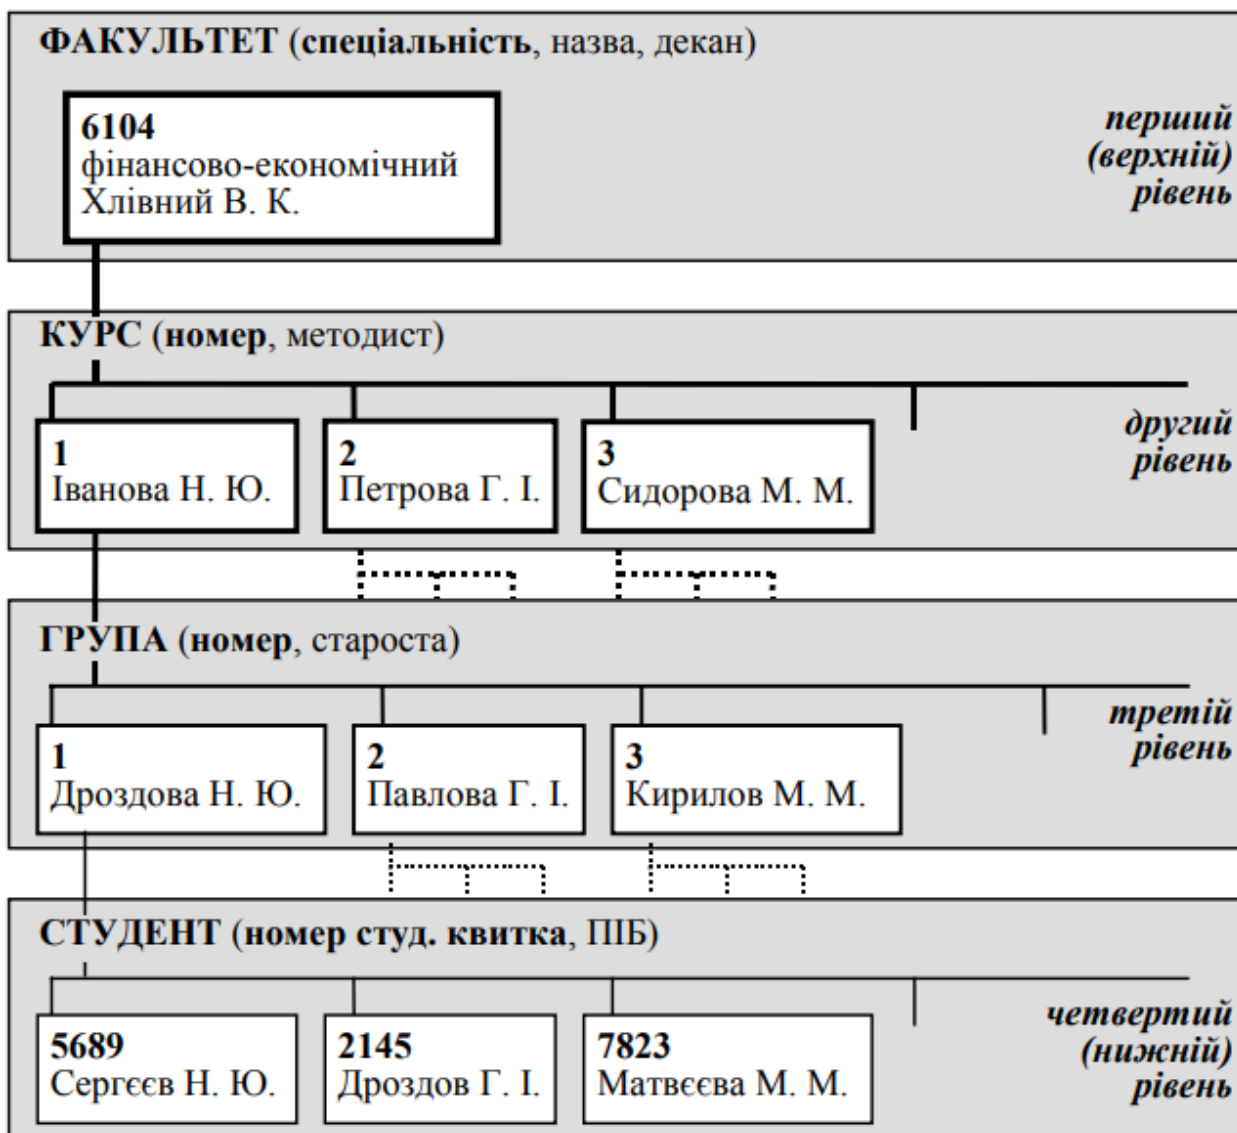 ФАКУЛЬТЕТ (спеціальність, назва, декан)
6104
фінансово-економічний
Хлівний В. К.
перший
(верхній)
рівень
КУРС (номер, методист)
1
Іванова Н. Ю.
2
Петрова Г. І.
3
Сидорова М. М.
другий
рівень
ГРУПА (номер, староста)
1
Дроздова Н. Ю.
2
Павлова Г. І.
3
Кирилов М. М.
третій
рівень
СТУДЕНТ (номер студ. квитка, ПІБ)
5689
Сергєєв Н. Ю.
2145
Дроздов Г. І.
7823
Матвєєва М. М.
четвертий
(нижній)
рівень